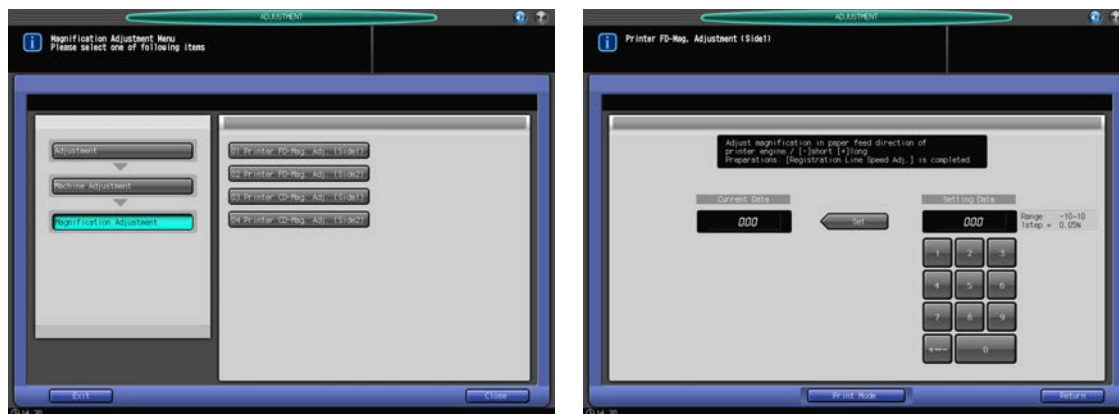 ADJUSTMENT
Magnification Adjustment Menu
Please select one of following items
Adjustment
Machine Adjustment
Magnification Adjustment
01 Printer FD-Mag. Adj. (Side1)
02 Printer FD-Mag. Adj. (Side2)
03 Printer CD-Mag. Adj. (Side1)
04 Printer CD-Mag. Adj. (Side2)
Exit
Close
ADJUSTMENT
Printer FD-Mag. Adjustment (Side1)
Adjust magnification in paper feed direction of
printer engine / [-]short [+]long
Preparations: [Registration Line Speed Adj.] is completed
Current Data
000
Set
Setting Data
000
Range: -10~10
1step = 0.05%
1 2 3
4 5 6
7 8 9
0
Print Mode
Return